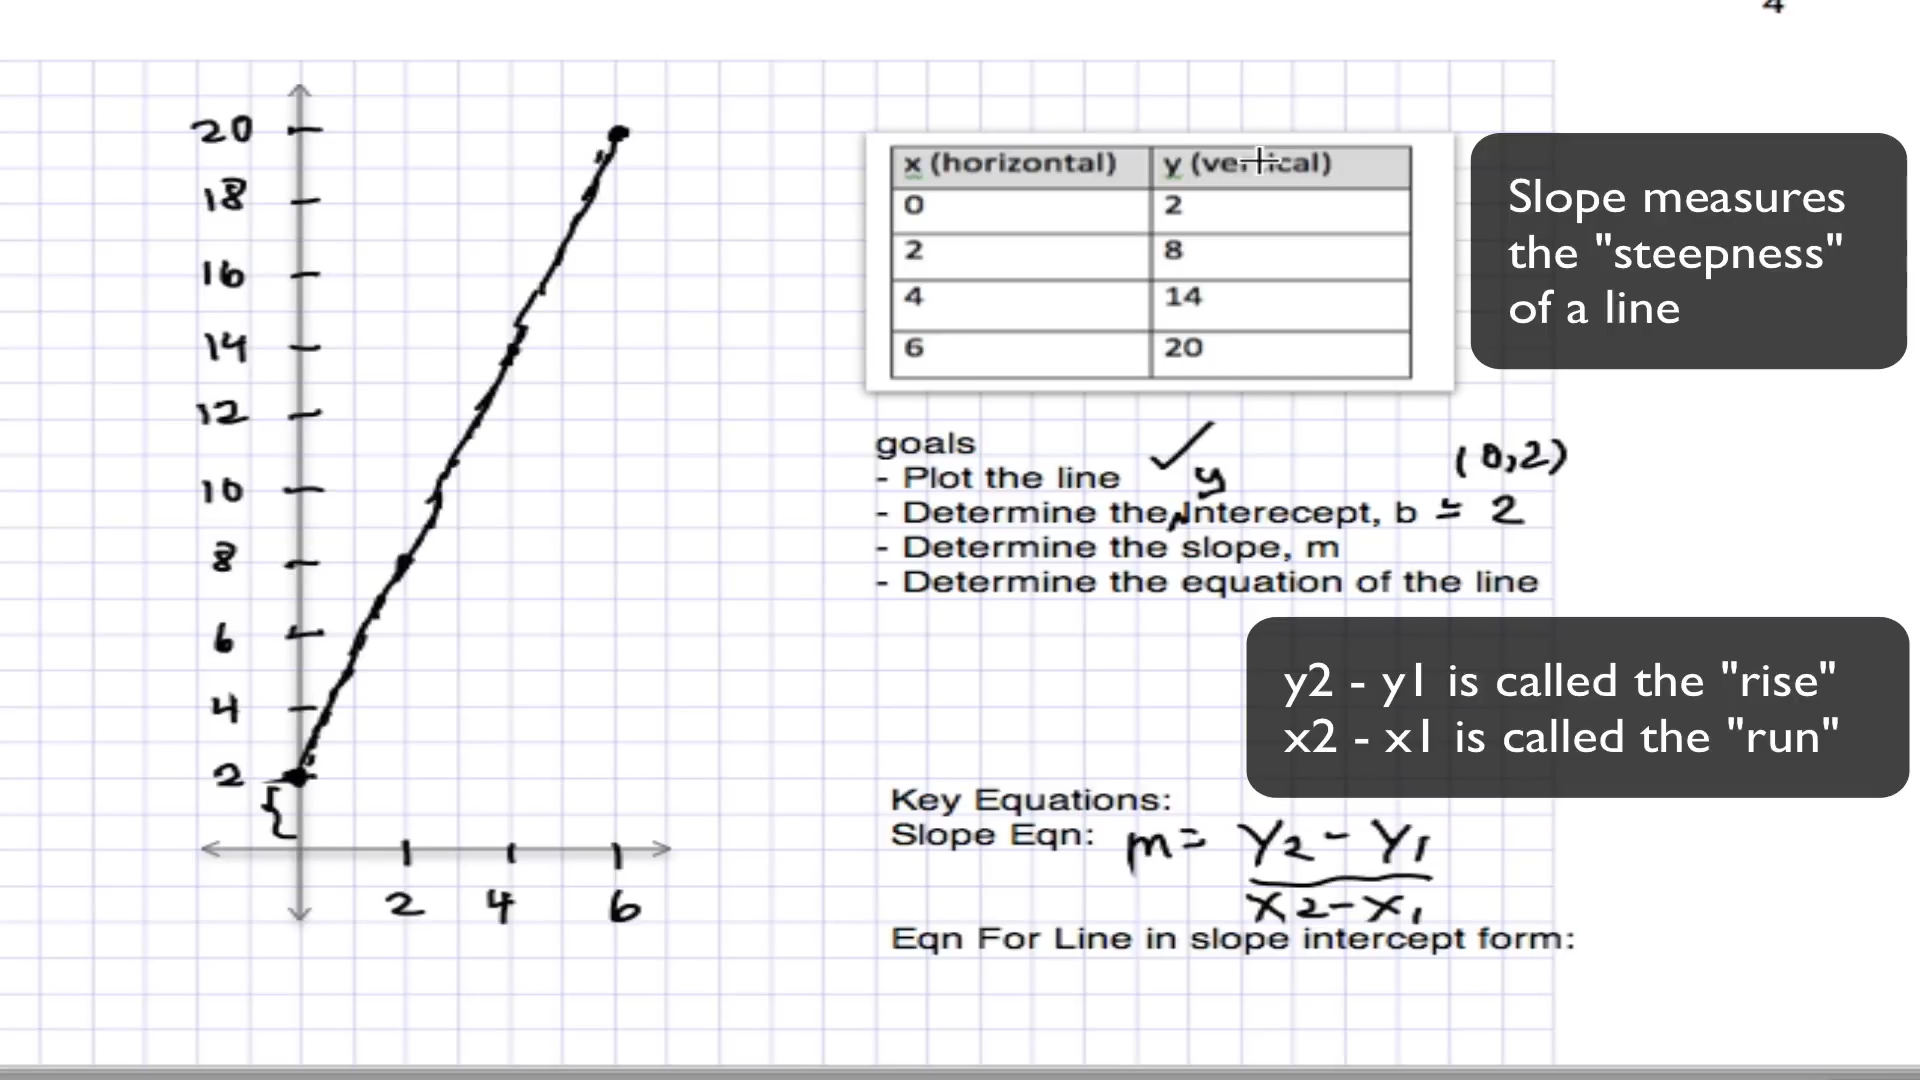 4
20
18
16
14
12
10
8
6
4
2
2 4 6
x (horizontal) y (vertical)
0 2
2 8
4 14
6 20
Slope measures
the "steepness"
of a line
goals
- Plot the line
(0,2)
y
- Determine the Interecept, b = 2
- Determine the slope, m
- Determine the equation of the line
y2 - y1 is called the "rise"
x2 - x1 is called the "run"
Key Equations:
Slope Eqn: m = Y2 - Y1
X2 - X1
Eqn For Line in slope intercept form: